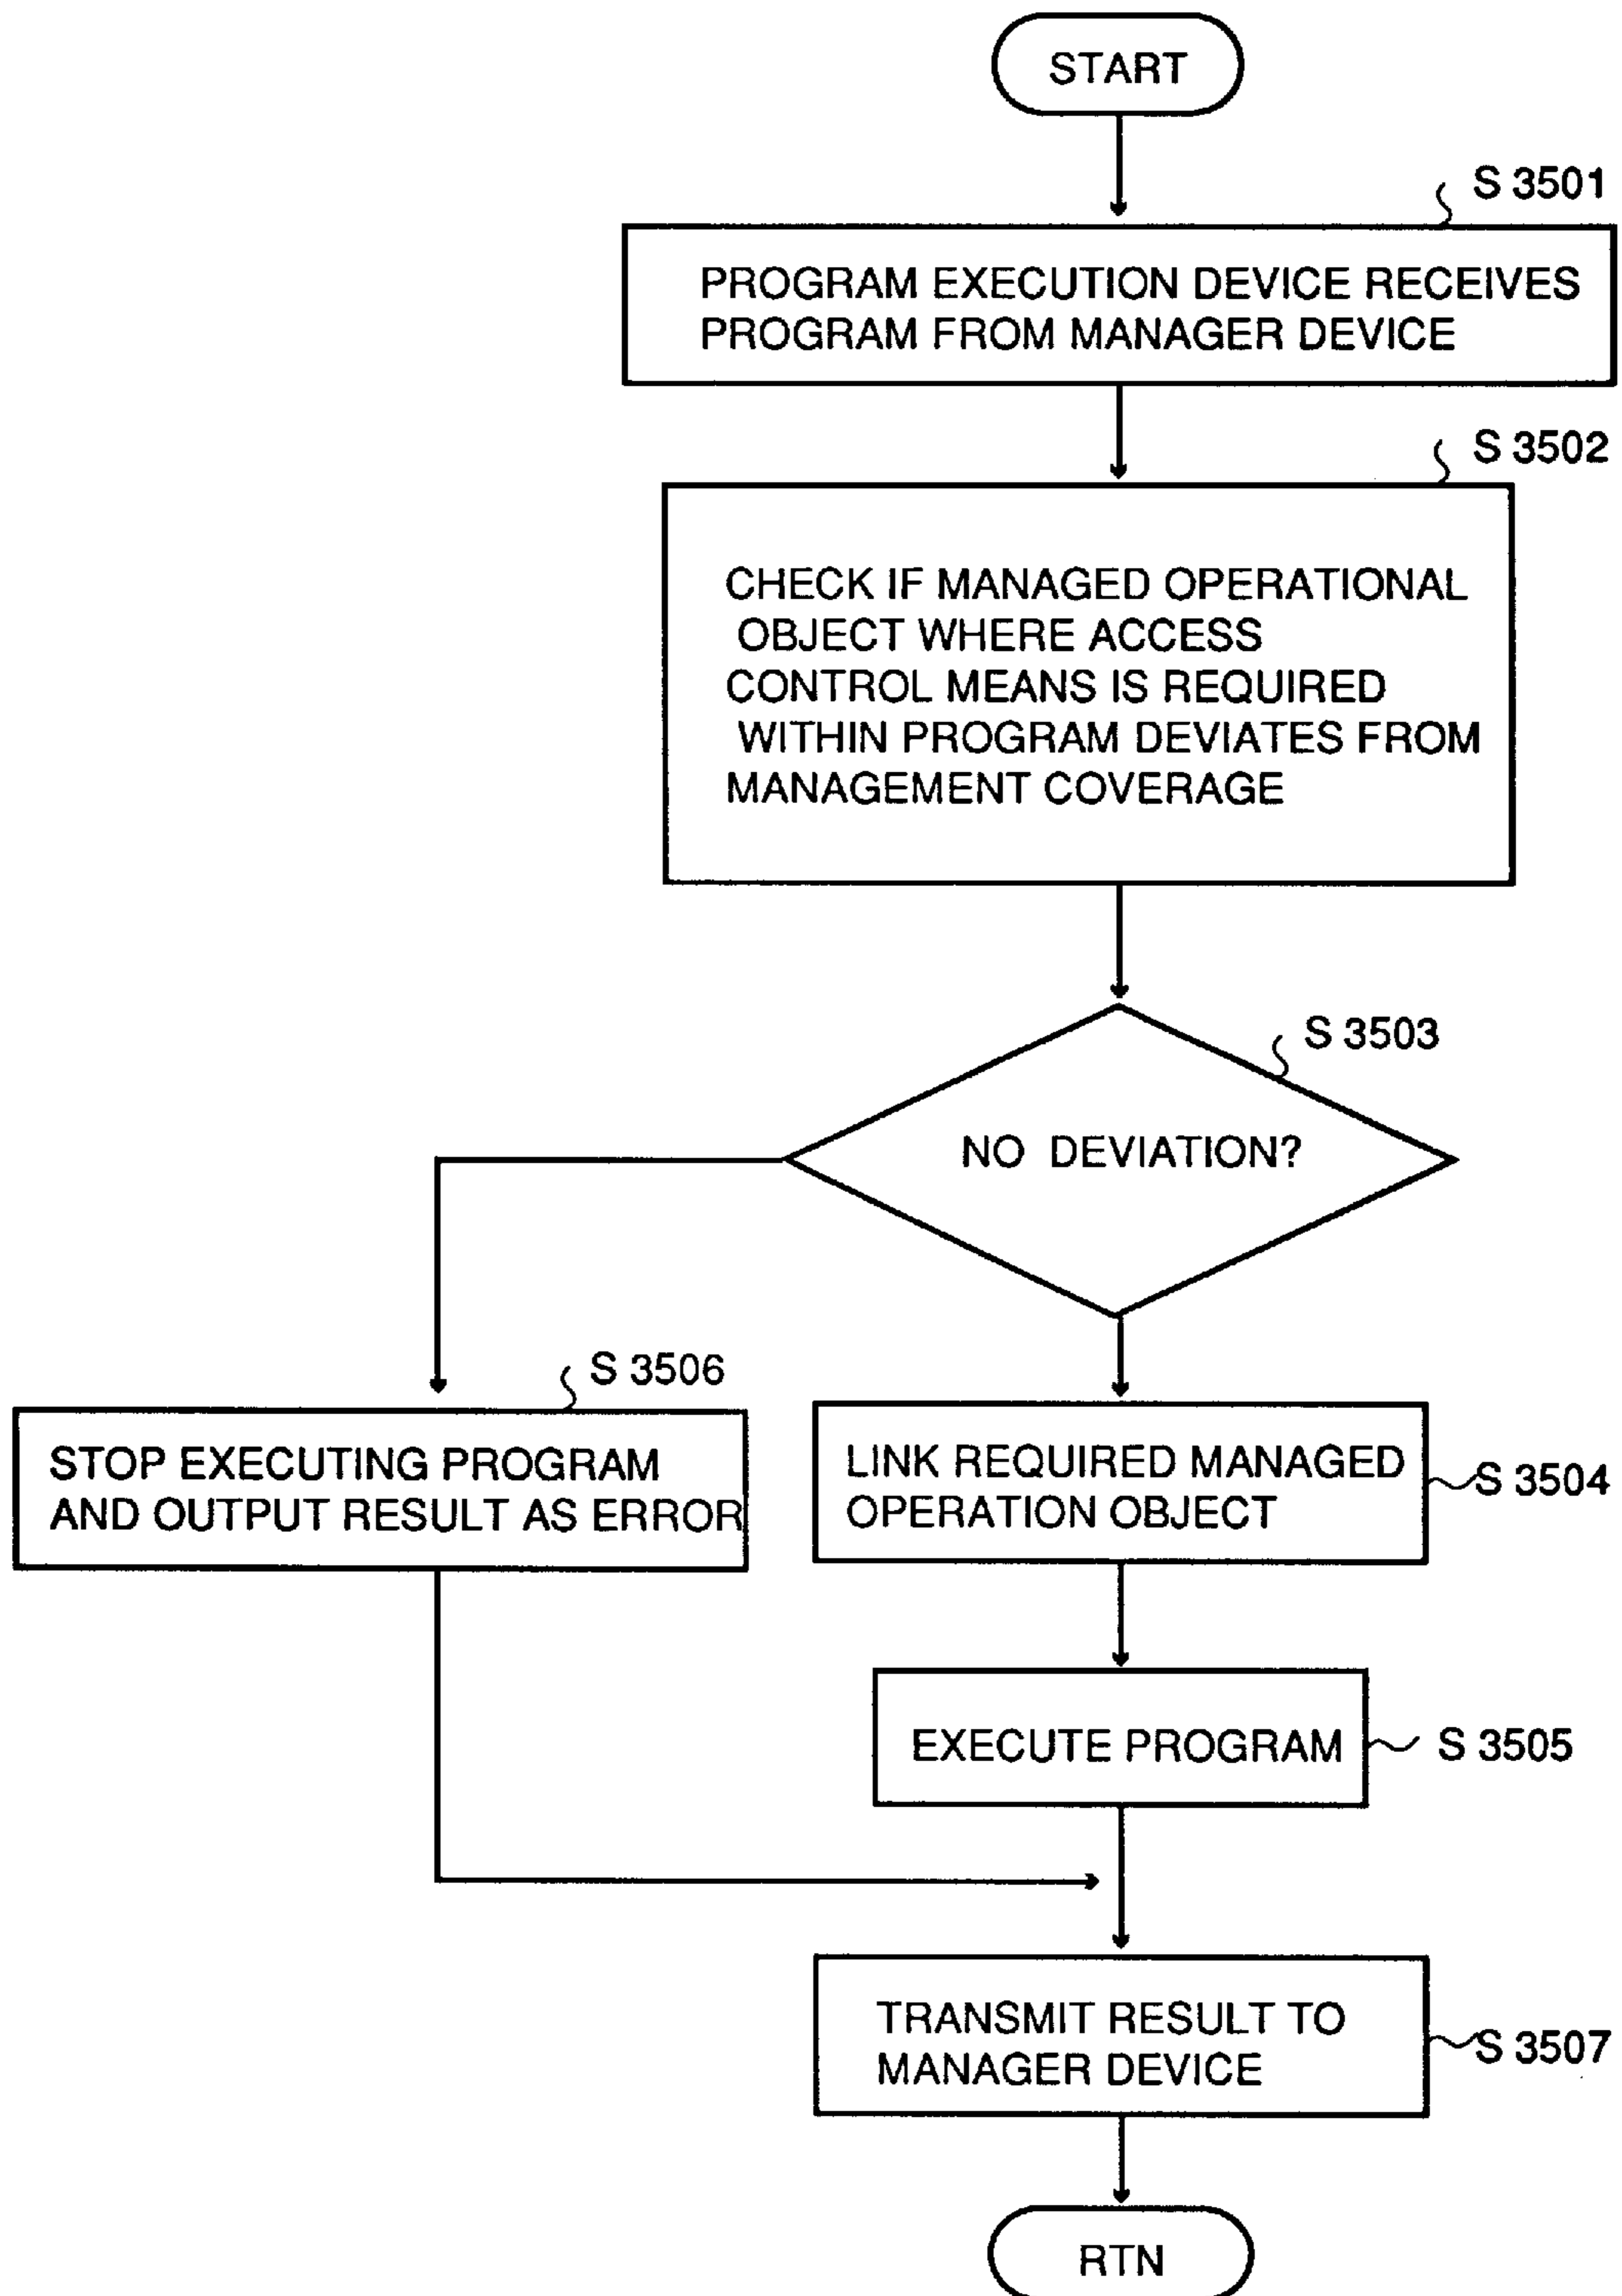 START
S 3501
PROGRAM EXECUTION DEVICE RECEIVES
PROGRAM FROM MANAGER DEVICE
S 3502
CHECK IF MANAGED OPERATIONAL
OBJECT WHERE ACCESS
CONTROL MEANS IS REQUIRED
WITHIN PROGRAM DEVIATES FROM
MANAGEMENT COVERAGE
S 3503
NO DEVIATION?
S 3506
STOP EXECUTING PROGRAM
AND OUTPUT RESULT AS ERROR
LINK REQUIRED MANAGED
OPERATION OBJECT
S 3504
EXECUTE PROGRAM
S 3505
TRANSMIT RESULT TO
MANAGER DEVICE
S 3507
RTN